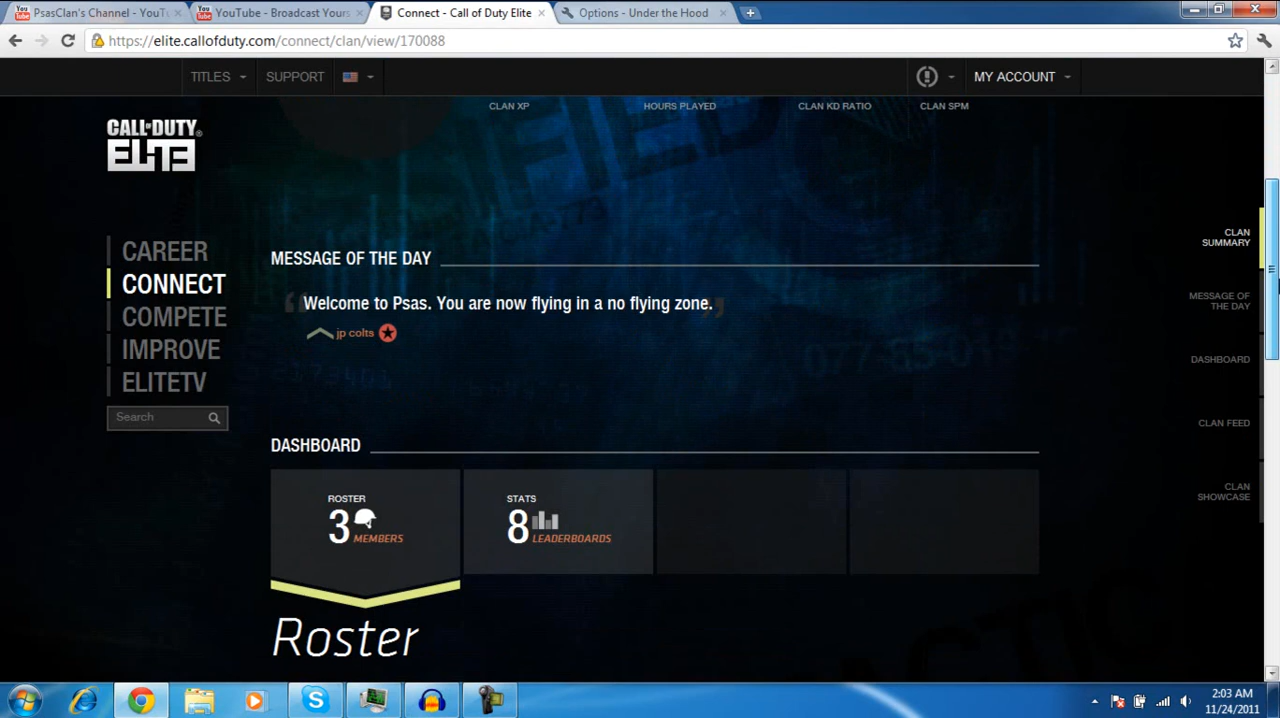 PsasClan's Channel - YouTu
YouTube - Broadcast Yours
Connect - Call of Duty Elite
Options - Under the Hood
https://elite.callofduty.com/connect/clan/view/170088
TITLES SUPPORT MY ACCOUNT
CLAN XP HOURS PLAYED CLAN KD RATIO CLAN SPM
CALL OF DUTY
ELITE
CAREER
CONNECT
COMPETE
IMPROVE
ELITETV
Search
MESSAGE OF THE DAY
“ Welcome to Psas. You are now flying in a no flying zone. ”
jp colts
DASHBOARD
ROSTER
3 MEMBERS
STATS
8 LEADERBOARDS
Roster
CLAN
SUMMARY
MESSAGE OF
THE DAY
DASHBOARD
CLAN FEED
CLAN
SHOWCASE
2:03 AM
11/24/2011